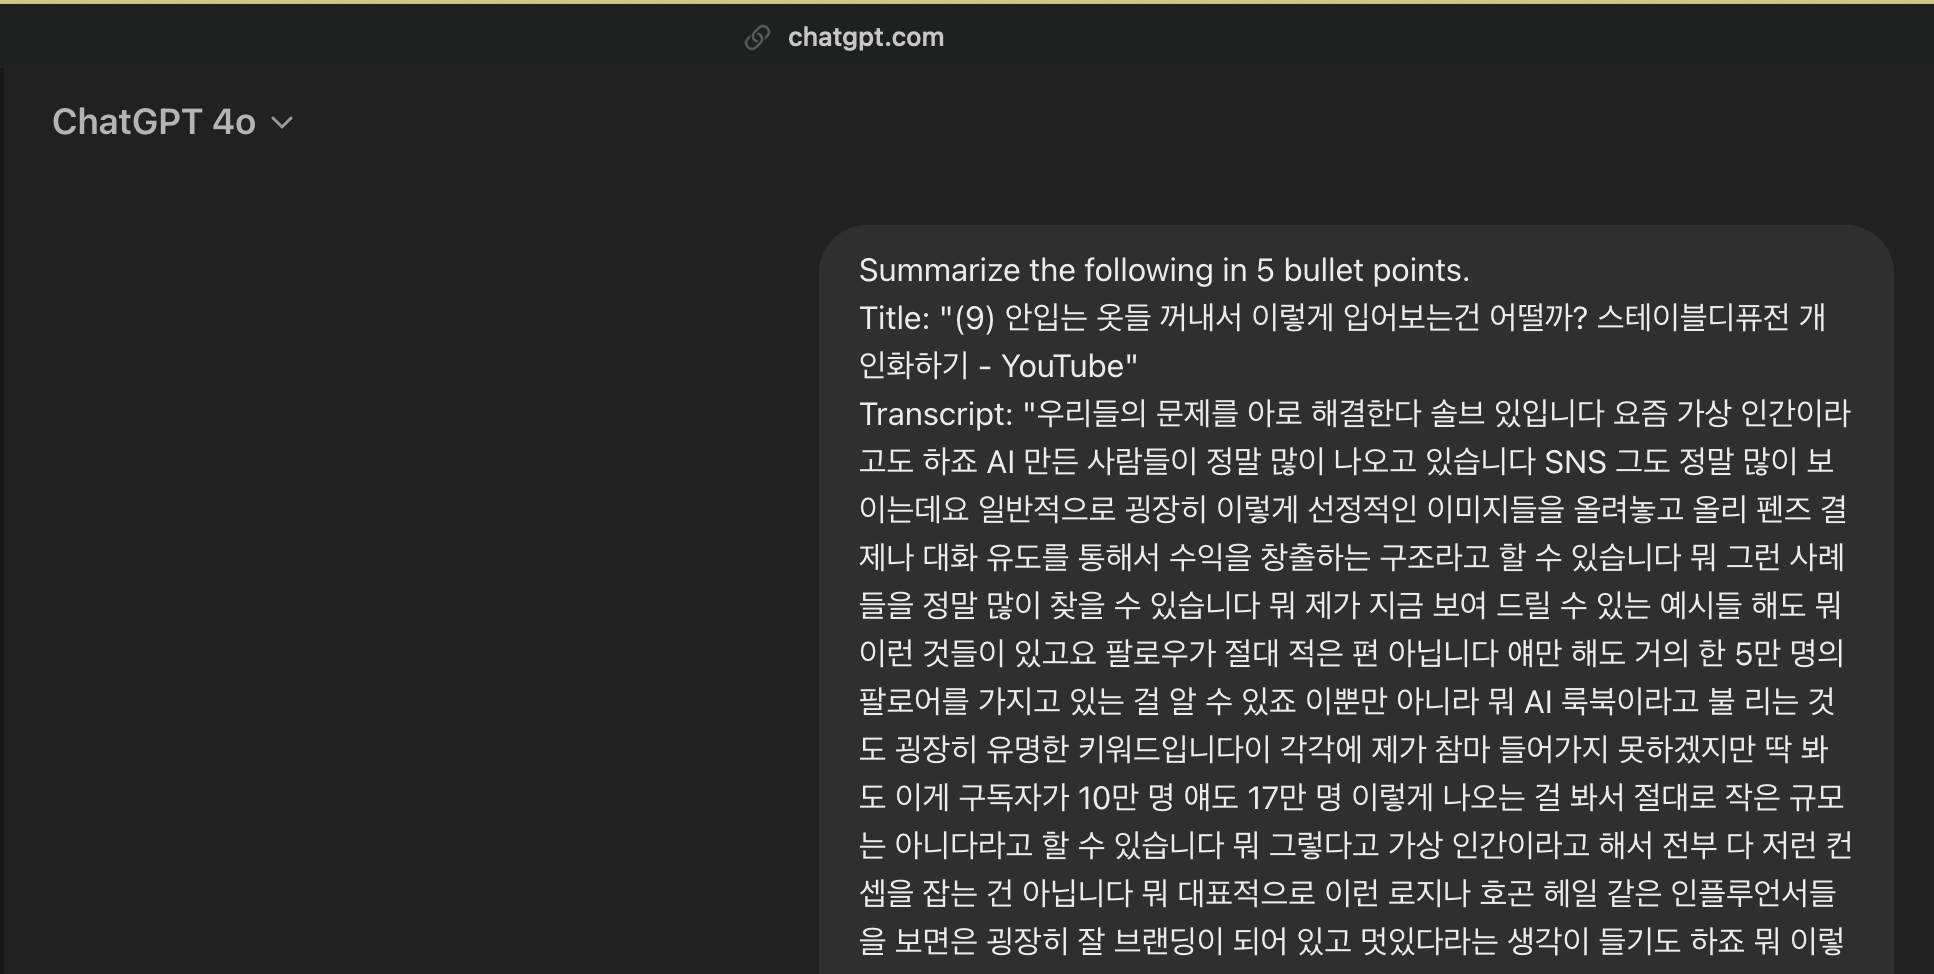 chatgpt.com
ChatGPT 4o
Summarize the following in 5 bullet points.
Title: "(9) 안입는 옷들 꺼내서 이렇게 입어보는건 어떨까? 스테이블디퓨전 개
인화하기 - YouTube"
Transcript: "우리들의 문제를 아로 해결한다 솔브 있입니다 요즘 가상 인간이라
고도 하죠 AI 만든 사람들이 정말 많이 나오고 있습니다 SNS 그도 정말 많이 보
이는데요 일반적으로 굉장히 이렇게 선정적인 이미지들을 올려놓고 올리 펜즈 결
제나 대화 유도를 통해서 수익을 창출하는 구조라고 할 수 있습니다 뭐 그런 사례
들을 정말 많이 찾을 수 있습니다 뭐 제가 지금 보여 드릴 수 있는 예시들 해도 뭐
이런 것들이 있고요 팔로우가 절대 적은 편 아닙니다 얘만 해도 거의 한 5만 명의
팔로어를 가지고 있는 걸 알 수 있죠 이뿐만 아니라 뭐 AI 룩북이라고 불 리는 것
도 굉장히 유명한 키워드입니다이 각각에 제가 참마 들어가지 못하겠지만 딱 봐
도 이게 구독자가 10만 명 얘도 17만 명 이렇게 나오는 걸 봐서 절대로 작은 규모
는 아니다라고 할 수 있습니다 뭐 그렇다고 가상 인간이라고 해서 전부 다 저런 컨
셉을 잡는 건 아닙니다 뭐 대표적으로 이런 로지나 호곤 헤일 같은 인플루언서들
을 보면은 굉장히 잘 브랜딩이 되어 있고 멋있다라는 생각이 들기도 하죠 뭐 이렇